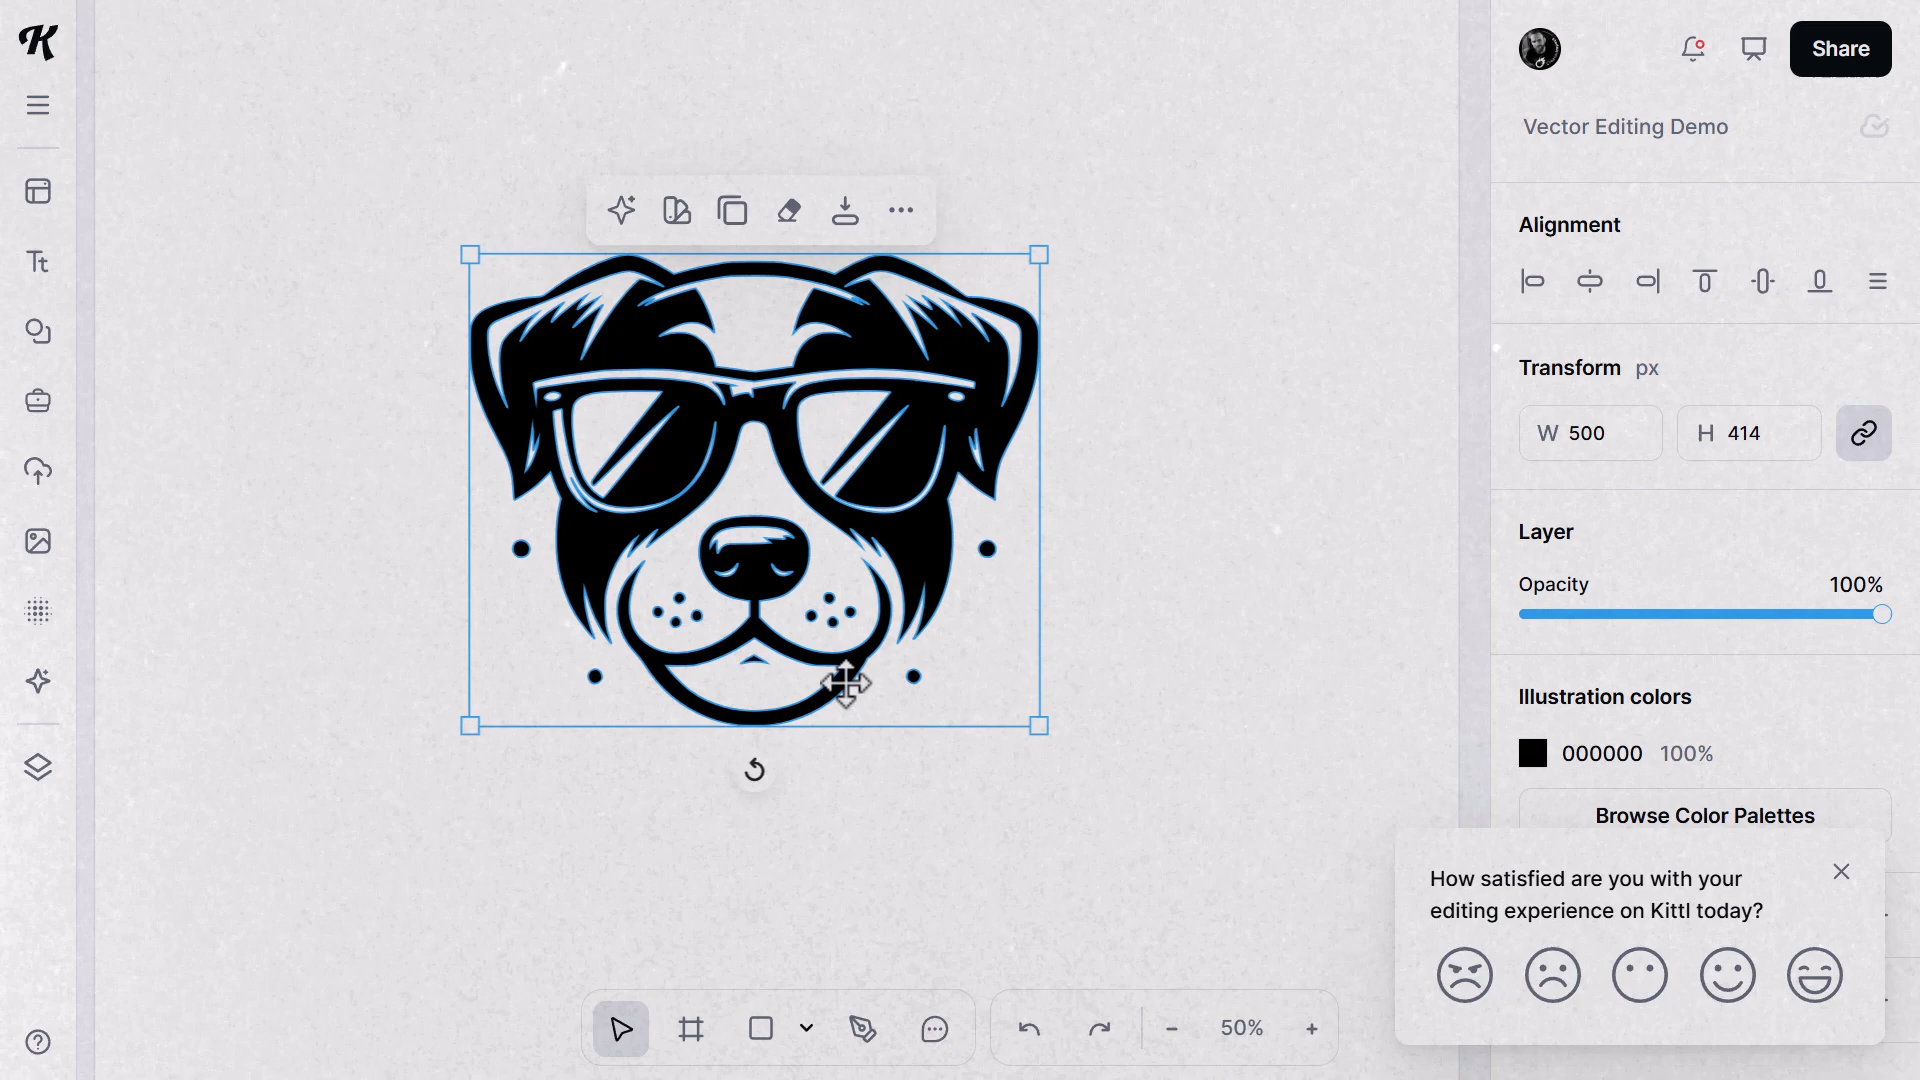 K
Share
Vector Editing Demo
Alignment
Tt
Transform px
W 500
H 414
Layer
Opacity 100%
Illustration colors
000000 100%
Browse Color Palettes
How satisfied are you with your
editing experience on Kittl today?
50%